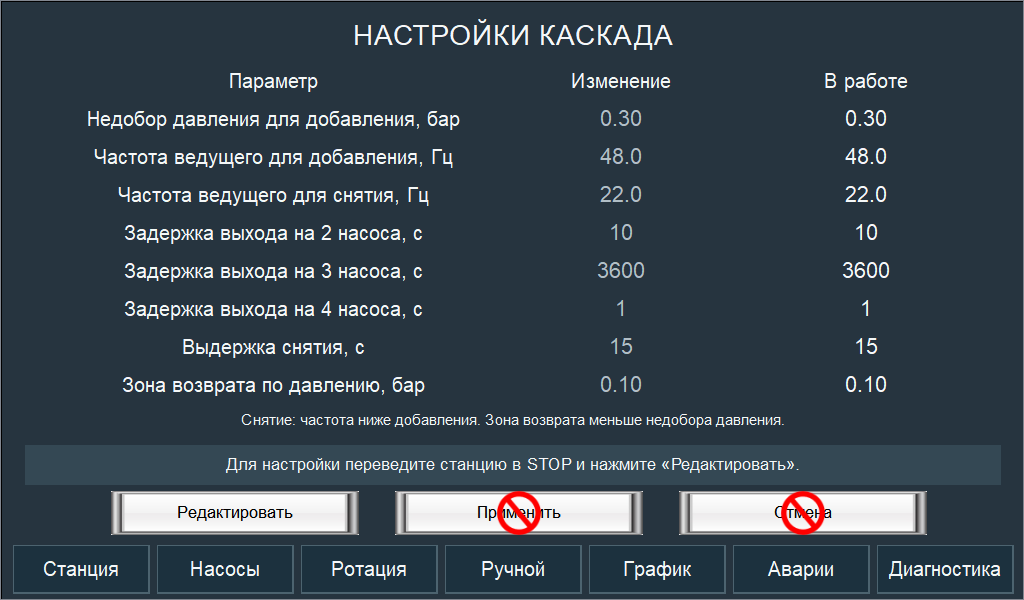 НАСТРОЙКИ КАСКАДА
Параметр Изменение В работе
Недобор давления для добавления, бар 0.30 0.30
Частота ведущего для добавления, Гц 48.0 48.0
Частота ведущего для снятия, Гц 22.0 22.0
Задержка выхода на 2 насоса, с 10 10
Задержка выхода на 3 насоса, с 3600 3600
Задержка выхода на 4 насоса, с 1 1
Выдержка снятия, с 15 15
Зона возврата по давлению, бар 0.10 0.10
Снятие: частота ниже добавления. Зона возврата меньше недобора давления.
Для настройки переведите станцию в STOP и нажмите «Редактировать».
Редактировать Применить Отмена
Станция Насосы Ротация Ручной График Аварии Диагностика